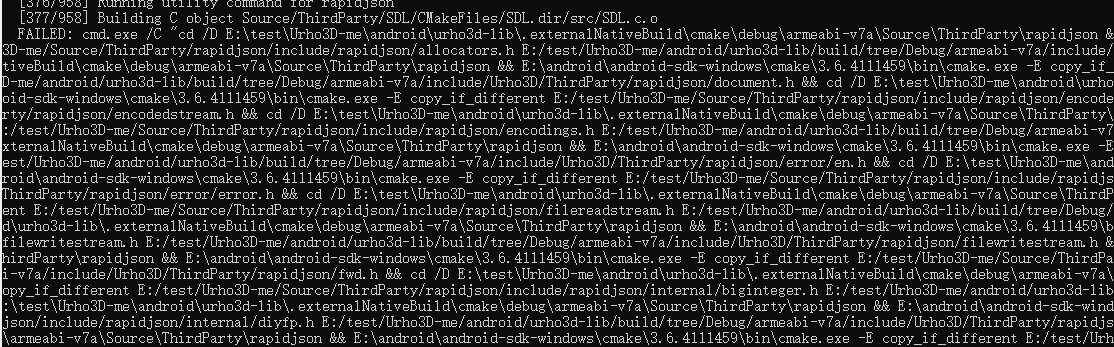 [376/958] Running utility command for rapidjson
[377/958] Building C object Source/ThirdParty/SDL/CMakeFiles/SDL.dir/src/SDL.c.o
FAILED: cmd.exe /C "cd /D E:\test\Urho3D-me\android\urho3d-lib\.externalNativeBuild\cmake\debug\armeabi-v7a\Source\ThirdParty\rapidjson &
3D-me/Source/ThirdParty/rapidjson/include/rapidjson/allocators.h E:/test/Urho3D-me/android/urho3d-lib/build/tree/Debug/armeabi-v7a/include/
tiveBuild\cmake\debug\armeabi-v7a\Source\ThirdParty\rapidjson && E:\android\android-sdk-windows\cmake\3.6.4111459\bin\cmake.exe -E copy_if_
D-me/android/urho3d-lib/build/tree/Debug/armeabi-v7a/include/Urho3D/ThirdParty/rapidjson/document.h && cd /D E:\test\Urho3D-me\android\urho
oid-sdk-windows\cmake\3.6.4111459\bin\cmake.exe -E copy_if_different E:/test/Urho3D-me/Source/ThirdParty/rapidjson/include/rapidjson/encode
rty/rapidjson/encodedstream.h && cd /D E:\test\Urho3D-me\android\urho3d-lib\.externalNativeBuild\cmake\debug\armeabi-v7a\Source\ThirdParty\
:/test/Urho3D-me/Source/ThirdParty/rapidjson/include/rapidjson/encodings.h E:/test/Urho3D-me/android/urho3d-lib/build/tree/Debug/armeabi-v7
xternalNativeBuild\cmake\debug\armeabi-v7a\Source\ThirdParty\rapidjson && E:\android\android-sdk-windows\cmake\3.6.4111459\bin\cmake.exe -E
est/Urho3D-me/android/urho3d-lib/build/tree/Debug/armeabi-v7a/include/Urho3D/ThirdParty/rapidjson/error/en.h && cd /D E:\test\Urho3D-me\and
roid\android-sdk-windows\cmake\3.6.4111459\bin\cmake.exe -E copy_if_different E:/test/Urho3D-me/Source/ThirdParty/rapidjson/include/rapidjs
ThirdParty/rapidjson/error/error.h && cd /D E:\test\Urho3D-me\android\urho3d-lib\.externalNativeBuild\cmake\debug\armeabi-v7a\Source\ThirdP
ent E:/test/Urho3D-me/Source/ThirdParty/rapidjson/include/rapidjson/filereadstream.h E:/test/Urho3D-me/android/urho3d-lib/build/tree/Debug/
d\urho3d-lib\.externalNativeBuild\cmake\debug\armeabi-v7a\Source\ThirdParty\rapidjson && E:\android\android-sdk-windows\cmake\3.6.4111459\b
filewritestream.h E:/test/Urho3D-me/android/urho3d-lib/build/tree/Debug/armeabi-v7a/include/Urho3D/ThirdParty/rapidjson/filewritestream.h &
hirdParty\rapidjson && E:\android\android-sdk-windows\cmake\3.6.4111459\bin\cmake.exe -E copy_if_different E:/test/Urho3D-me/Source/ThirdPa
i-v7a/include/Urho3D/ThirdParty/rapidjson/fwd.h && cd /D E:\test\Urho3D-me\android\urho3d-lib\.externalNativeBuild\cmake\debug\armeabi-v7a\
opy_if_different E:/test/Urho3D-me/Source/ThirdParty/rapidjson/include/rapidjson/internal/biginteger.h E:/test/Urho3D-me/android/urho3d-lib
:\test\Urho3D-me\android\urho3d-lib\.externalNativeBuild\cmake\debug\armeabi-v7a\Source\ThirdParty\rapidjson && E:\android\android-sdk-wind
json/include/rapidjson/internal/diyfp.h E:/test/Urho3D-me/android/urho3d-lib/build/tree/Debug/armeabi-v7a/include/Urho3D/ThirdParty/rapidjs
armeabi-v7a\Source\ThirdParty\rapidjson && E:\android\android-sdk-windows\cmake\3.6.4111459\bin\cmake.exe -E copy_if_different E:/test/Urh